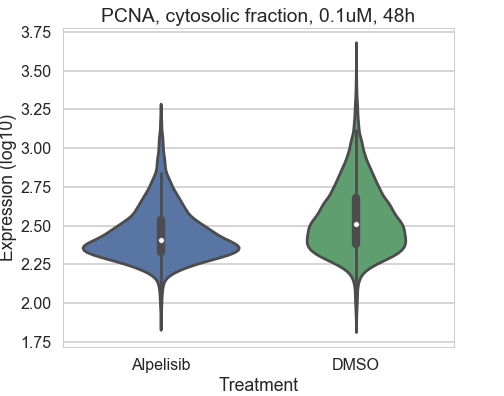 PCNA, cytosolic fraction, 0.1uM, 48h
Expression (log10)
3.75
3.50
3.25
3.00
2.75
2.50
2.25
2.00
1.75
Alpelisib
DMSO
Treatment